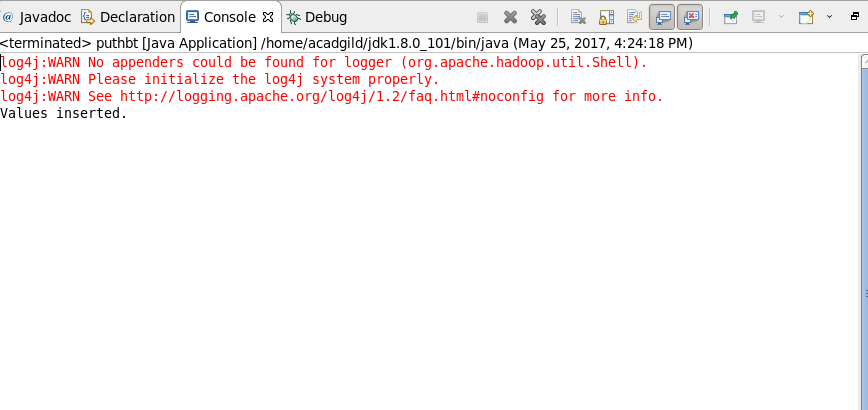 @ Javadoc Declaration Console Debug
<terminated> puthbt [Java Application] /home/acadgild/jdk1.8.0_101/bin/java (May 25, 2017, 4:24:18 PM)
log4j:WARN No appenders could be found for logger (org.apache.hadoop.util.Shell).
log4j:WARN Please initialize the log4j system properly.
log4j:WARN See http://logging.apache.org/log4j/1.2/faq.html#noconfig for more info.
Values inserted.